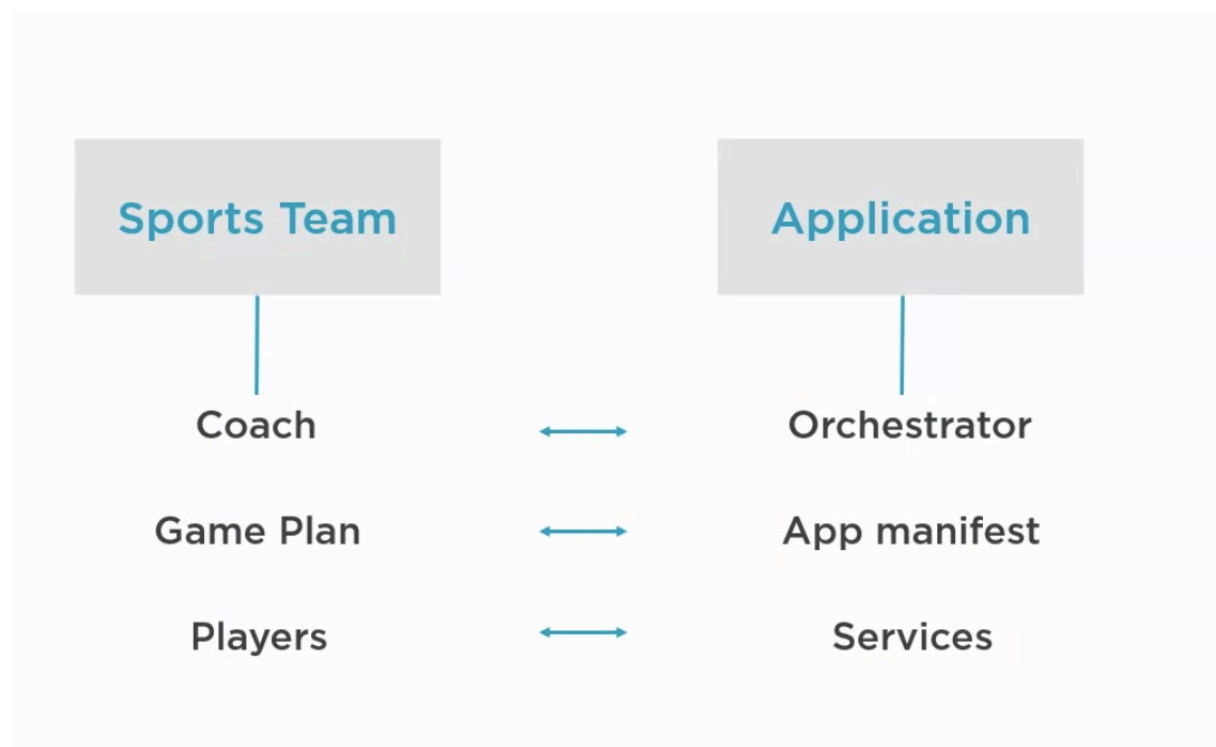 Sports Team
Application
Coach
Orchestrator
Game Plan
App manifest
Players
Services